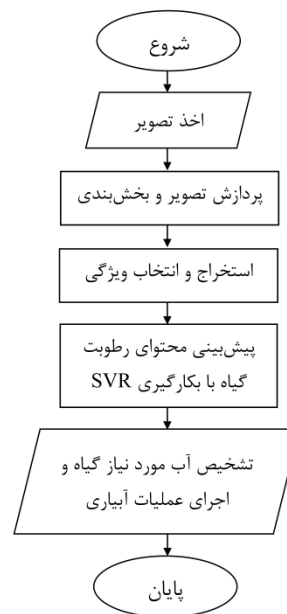 شروع
اخذ تصویر
پردازش تصویر و بخش‌بندی
استخراج و انتخاب ویژگی
پیش‌بینی محتوای رطوبت
گیاه با بکارگیری SVR
تشخیص آب مورد نیاز گیاه و
اجرای عملیات آبیاری
پایان